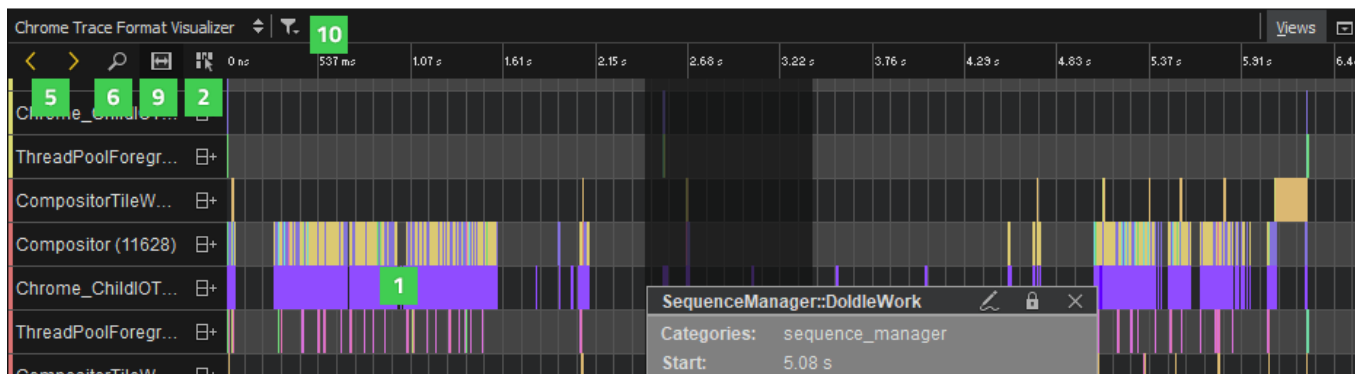 Chrome Trace Format Visualizer
10
Views
0 ns 537 ms 1.07 s 1.61 s 2.15 s 2.68 s 3.22 s 3.76 s 4.29 s 4.83 s 5.37 s 5.91 s
5 6 9 2
Chrome_ChildIOT...
ThreadPoolForegr...
CompositorTileW...
Compositor (11628)
Chrome_ChildIOT...
1
SequenceManager::DoIdleWork
ThreadPoolForegr...
Categories: sequence_manager
Start: 5.08 s
CompositorTileW...